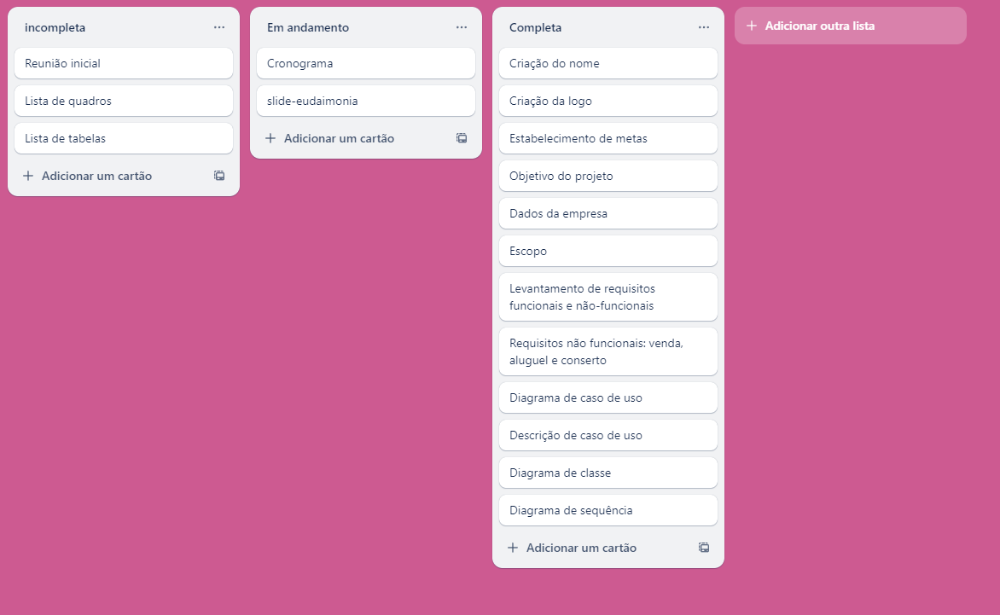 incompleta
Reunião inicial
Lista de quadros
Lista de tabelas
Adicionar um cartão
Em andamento
Cronograma
slide-eudaimonia
Adicionar um cartão
Completa
Criação do nome
Criação da logo
Estabelecimento de metas
Objetivo do projeto
Dados da empresa
Escopo
Levantamento de requisitos
funcionais e não-funcionais
Requisitos não funcionais: venda,
aluguel e conserto
Diagrama de caso de uso
Descrição de caso de uso
Diagrama de classe
Diagrama de sequência
Adicionar um cartão
Adicionar outra lista